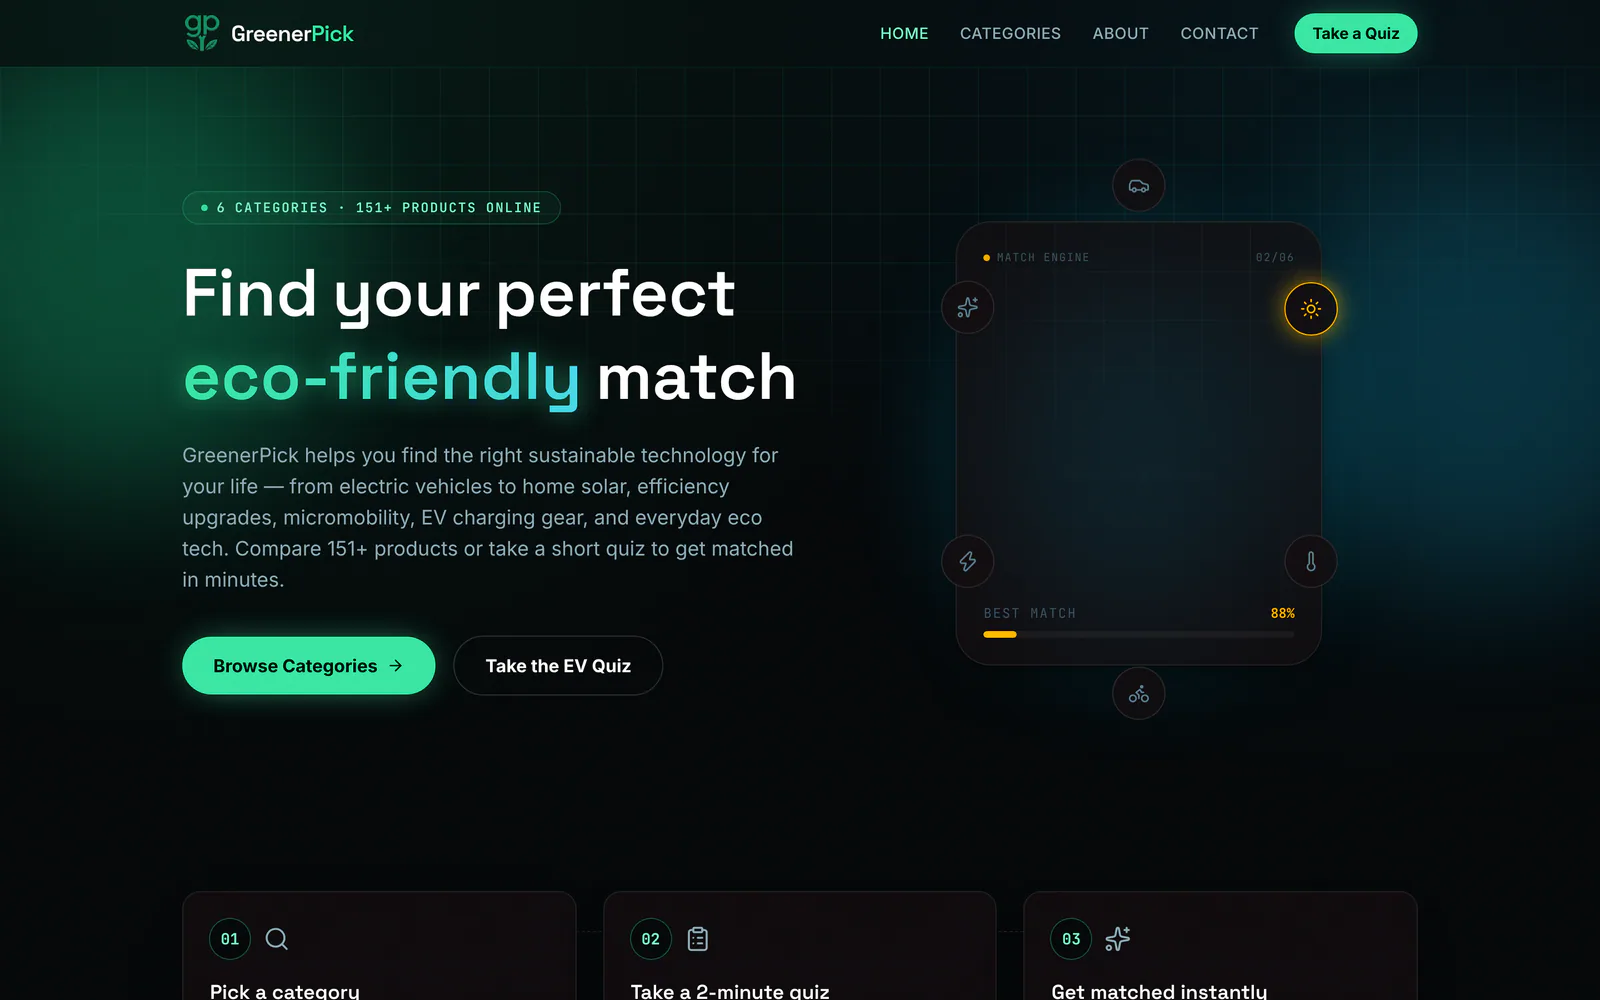 gp GreenerPick
HOME CATEGORIES ABOUT CONTACT Take a Quiz
6 CATEGORIES · 151+ PRODUCTS ONLINE
Find your perfect
eco-friendly match
GreenerPick helps you find the right sustainable technology for
your life — from electric vehicles to home solar, efficiency
upgrades, micromobility, EV charging gear, and everyday eco
tech. Compare 151+ products or take a short quiz to get matched
in minutes.
Browse Categories →
Take the EV Quiz
MATCH ENGINE 02/06
BEST MATCH 88%
01
Pick a category
02
Take a 2-minute quiz
03
Get matched instantly